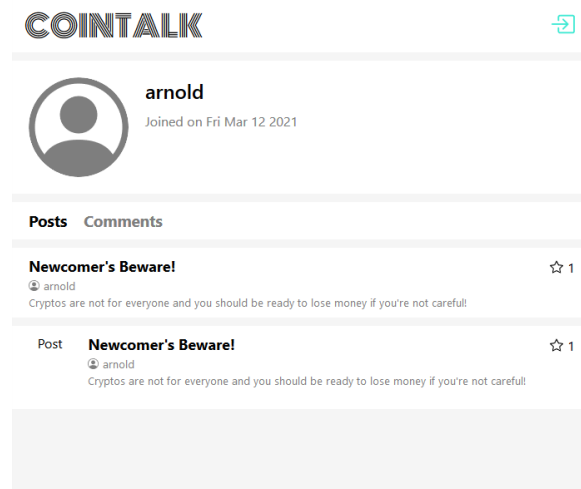 COINTALK
arnold
Joined on Fri Mar 12 2021
Posts Comments
Newcomer's Beware!
1
arnold
Cryptos are not for everyone and you should be ready to lose money if you're not careful!
Post
Newcomer's Beware!
1
arnold
Cryptos are not for everyone and you should be ready to lose money if you're not careful!